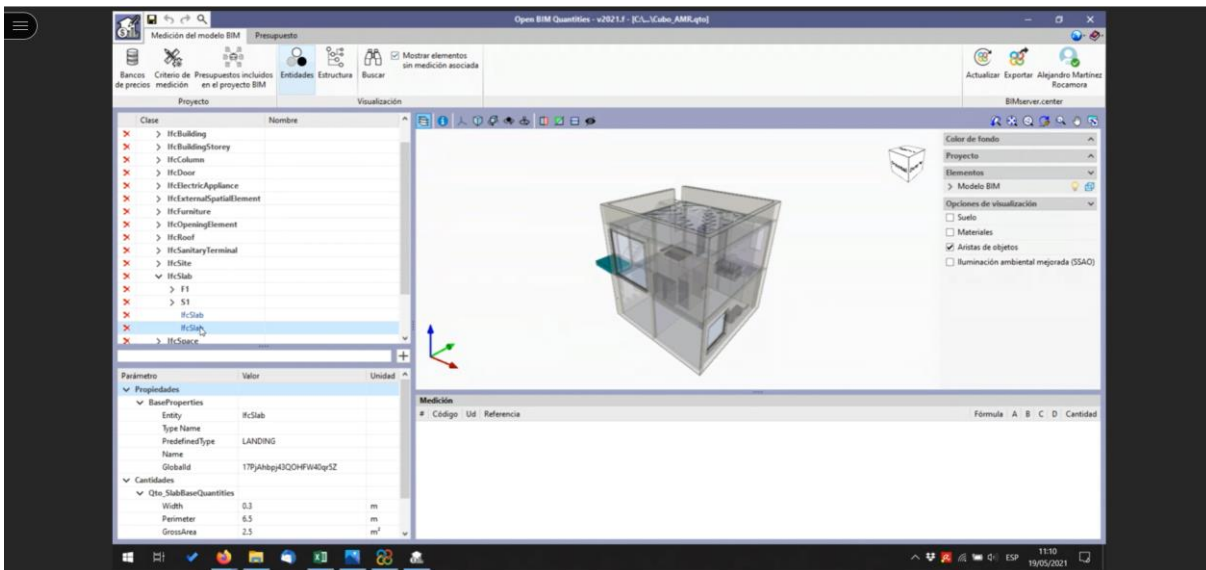 Open BIM Quantities - v2021.f - [C:\...\Cubo_AMR.qto]
Medición del modelo BIM Presupuesto
Bancos de precios
Criterio de medición
Presupuestos incluidos en el proyecto BIM
Entidades Estructura Buscar
Mostrar elementos sin medición asociada
Actualizar Exportar Alejandro Martínez Rocamora
Proyecto Visualización BIMserver.center
Clase Nombre
IfcBuilding
IfcBuildingStorey
IfcColumn
IfcDoor
IfcElectricAppliance
IfcExternalSpatialElement
IfcFurniture
IfcOpeningElement
IfcRoof
IfcSanitaryTerminal
IfcSite
IfcSlab
F1
S1
IfcSlab
IfcSlab
IfcSpace
Color de fondo
Proyecto
Elementos
Modelo BIM
Opciones de visualización
Suelo
Materiales
Aristas de objetos
Iluminación ambiental mejorada (SSAO)
Parámetro Valor Unidad
Propiedades
BaseProperties
Entity IfcSlab
Type Name
PredefinedType LANDING
Name
GlobalId
Cantidades
Qto_SlabBaseQuantities
Width 0.3 m
Perimeter 6.5 m
GrossArea 2.5 m²
Medición
# Código Ud Referencia Fórmula A B C D Cantidad
ESP 11:10
19/05/2021